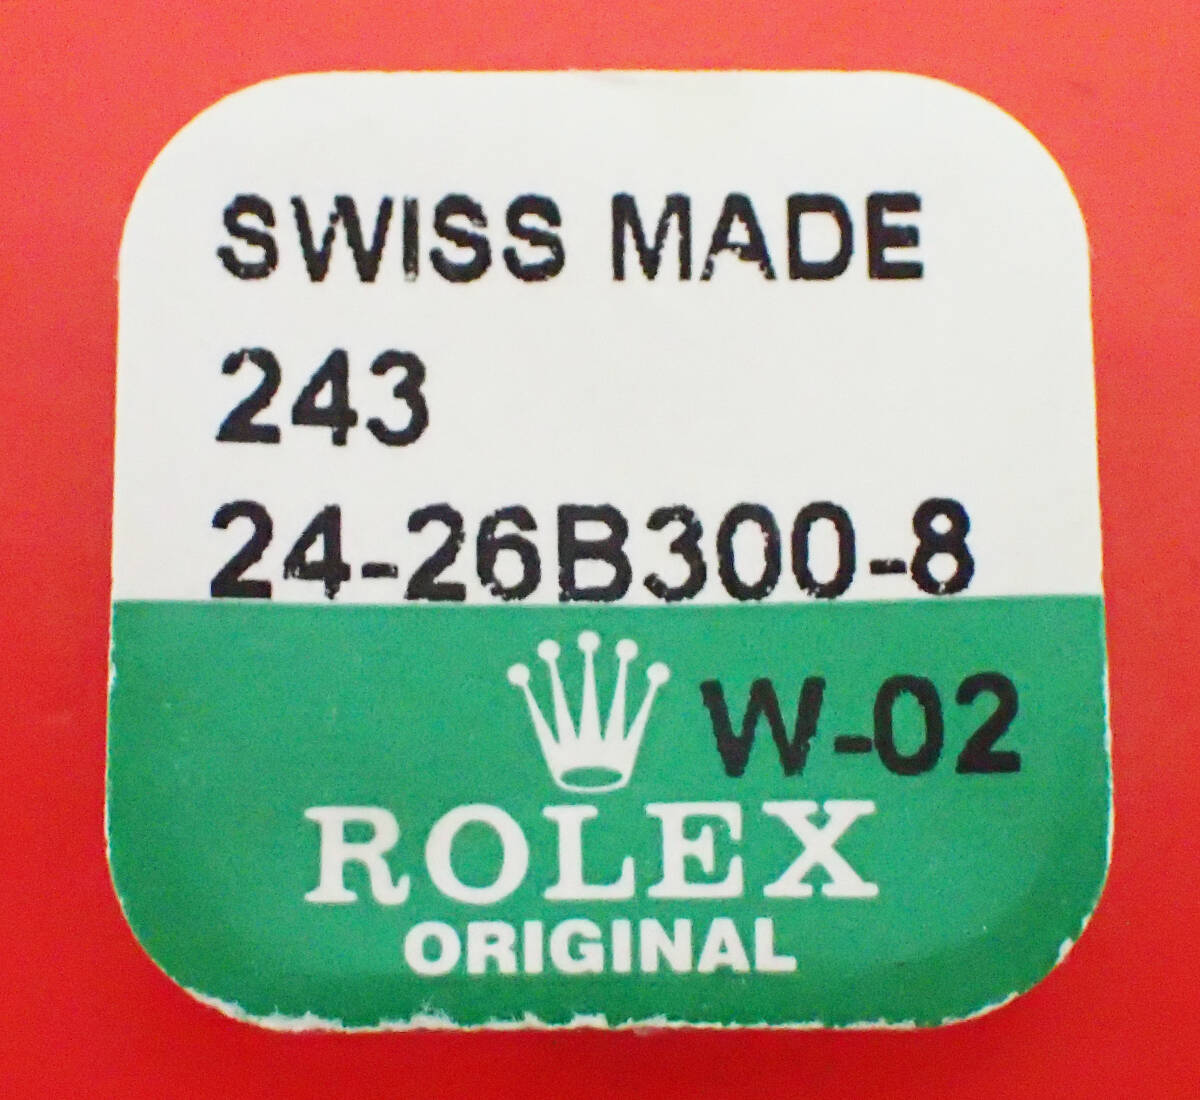 SWISS MADE
243
24-26B300-8
W-02
ROLEX
ORIGINAL